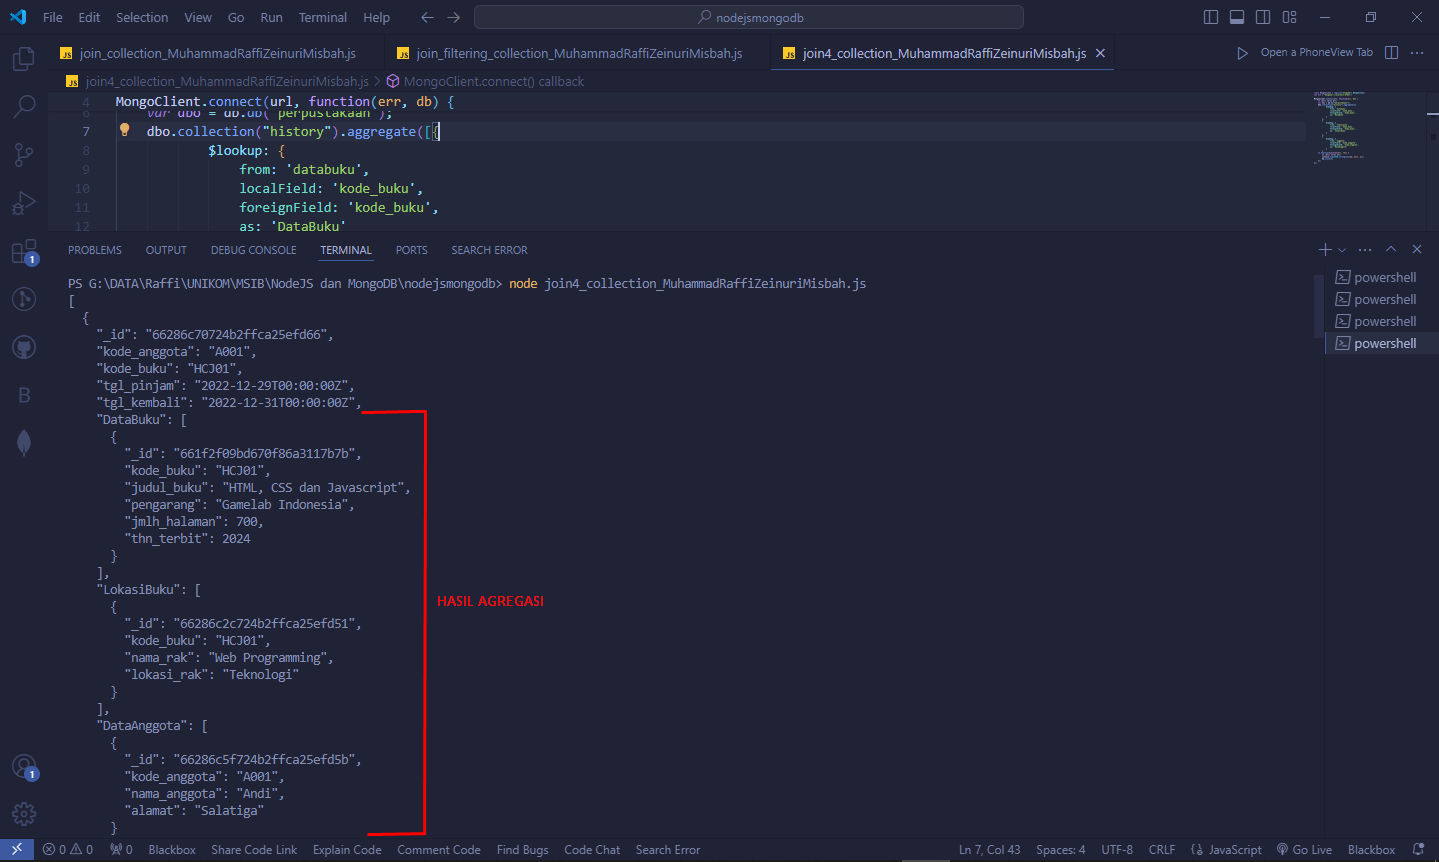 File Edit Selection View Go Run Terminal Help
nodejsmongodb
JS join_collection_MuhammadRaffiZeinuriMisbah.js
JS join_filtering_collection_MuhammadRaffiZeinuriMisbah.js
JS join4_collection_MuhammadRaffiZeinuriMisbah.js
Open a PhoneView Tab
JS join4_collection_MuhammadRaffiZeinuriMisbah.js > MongoClient.connect() callback
4 MongoClient.connect(url, function(err, db) {
6 var dbo = db.db("perpustakaan");
7 dbo.collection("history").aggregate([{
8 $lookup: {
9 from: 'databuku',
10 localField: 'kode_buku',
11 foreignField: 'kode_buku',
12 as: 'DataBuku'
PROBLEMS OUTPUT DEBUG CONSOLE TERMINAL PORTS SEARCH ERROR
PS G:\DATA\Raffi\UNIKOM\MSIB\NodeJS dan MongoDB\nodejsmongodb> node join4_collection_MuhammadRaffiZeinuriMisbah.js
[
{
"_id": "66286c70724b2ffca25efd66",
"kode_anggota": "A001",
"kode_buku": "HCJ01",
"tgl_pinjam": "2022-12-29T00:00:00Z",
"tgl_kembali": "2022-12-31T00:00:00Z",
"DataBuku": [
{
"_id": "661f2f09bd670f86a3117b7b",
"kode_buku": "HCJ01",
"judul_buku": "HTML, CSS dan Javascript",
"pengarang": "Gamelab Indonesia",
"jmlh_halaman": 700,
"thn_terbit": 2024
}
],
"LokasiBuku": [
{
"_id": "66286c2c724b2ffca25efd51",
"kode_buku": "HCJ01",
"nama_rak": "Web Programming",
"lokasi_rak": "Teknologi"
}
],
"DataAnggota": [
{
"_id": "66286c5f724b2ffca25efd5b",
"kode_anggota": "A001",
"nama_anggota": "Andi",
"alamat": "Salatiga"
}
HASIL AGREGASI
powershell
powershell
powershell
powershell
B
1
1
0 0 0 Blackbox Share Code Link Explain Code Comment Code Find Bugs Code Chat Search Error Ln 7, Col 43 Spaces: 4 UTF-8 CRLF {} JavaScript Go Live Blackbox